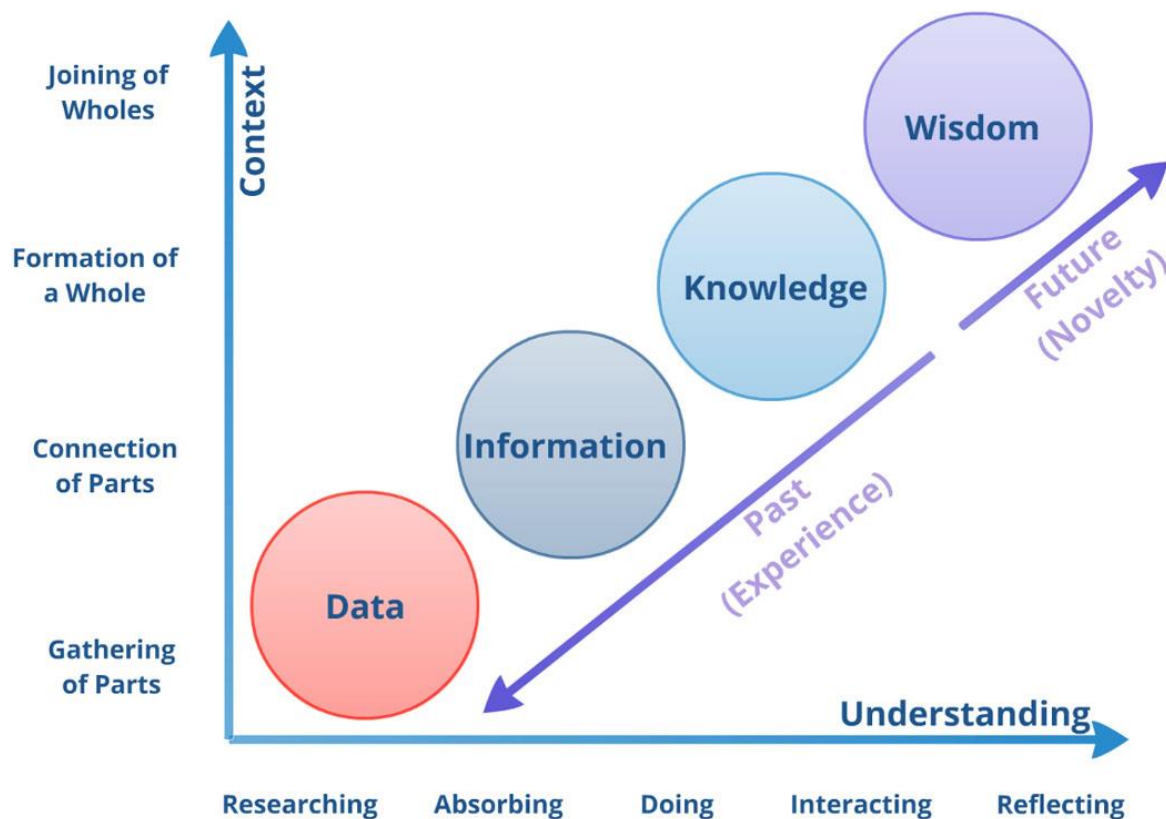 Joining of
Wholes
Context
Wisdom
Formation of
a Whole
Knowledge
Future
(Novelty)
Connection
of Parts
Information
Past
(Experience)
Data
Gathering
of Parts
Understanding
Researching Absorbing Doing Interacting Reflecting